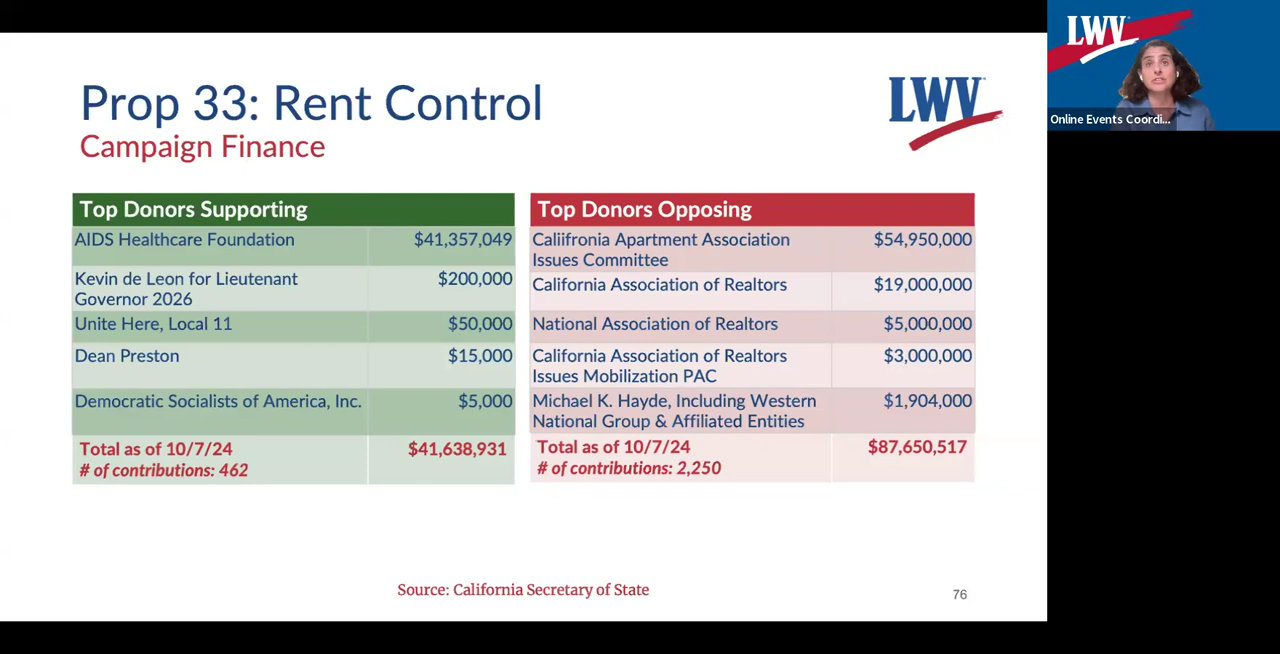 Prop 33: Rent Control
Campaign Finance
LWV
LWV
Online Events Coordi...
Top Donors Supporting
AIDS Healthcare Foundation $41,357,049
Kevin de Leon for Lieutenant $200,000
Governor 2026
Unite Here, Local 11 $50,000
Dean Preston $15,000
Democratic Socialists of America, Inc. $5,000
Total as of 10/7/24 $41,638,931
# of contributions: 462
Top Donors Opposing
Caliifronia Apartment Association $54,950,000
Issues Committee
California Association of Realtors $19,000,000
National Association of Realtors $5,000,000
California Association of Realtors $3,000,000
Issues Mobilization PAC
Michael K. Hayde, Including Western $1,904,000
National Group & Affiliated Entities
Total as of 10/7/24 $87,650,517
# of contributions: 2,250
Source: California Secretary of State
76